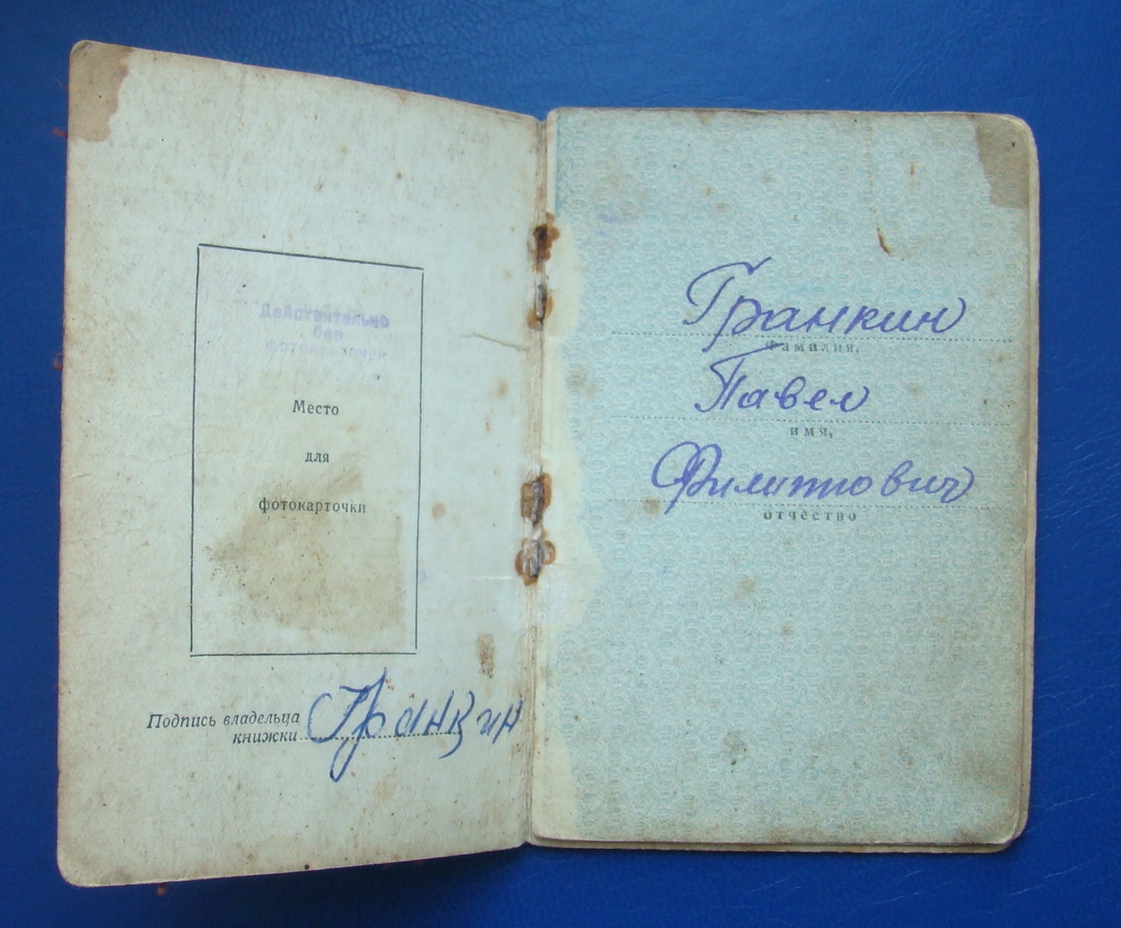 Действительно
без
фотокарточки
Место
для
фотокарточки
Подпись владельца
книжки
Гранкин
Гранкин
фамилия,
Павел
имя,
Филиппович
отчество